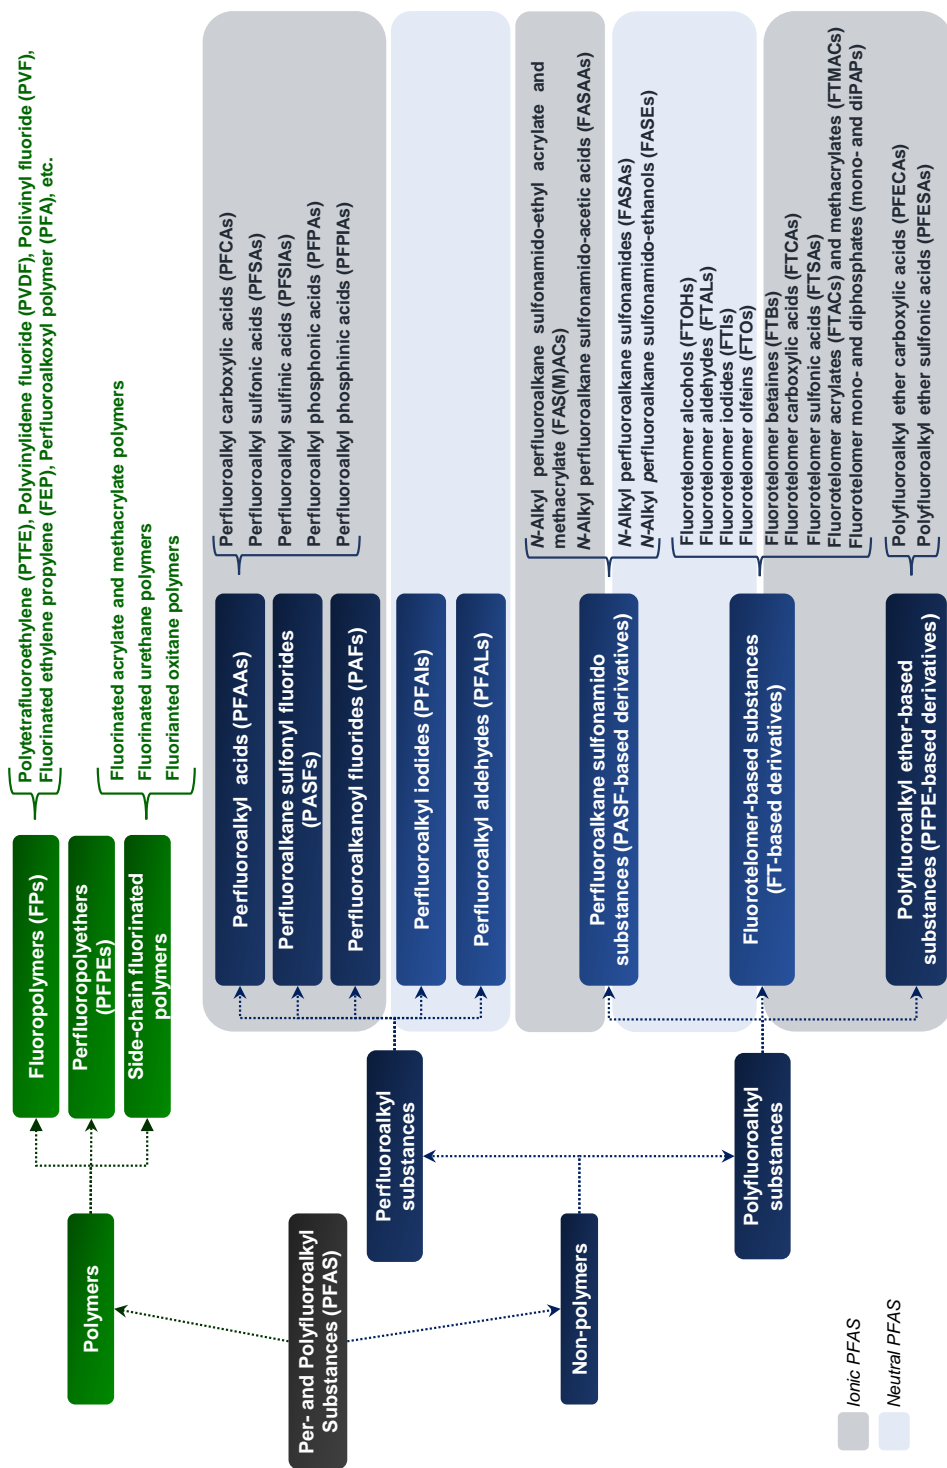 Per- and Polyfluoroalkyl
Substances (PFAS)
Polymers
Fluoropolymers (FPs)
Polytetrafluoroethylene (PTFE), Polyvinylidene fluoride (PVDF), Polivinyl fluoride (PVF),
Fluorinated ethylene propylene (FEP), Perfluoroalkoxyl polymer (PFA), etc.
Perfluoropolyethers
(PFPEs)
Side-chain fluorinated
polymers
Fluorinated acrylate and methacrylate polymers
Fluorinated urethane polymers
Fluorianted oxitane polymers
Non-polymers
Perfluoroalkyl
substances
Perfluoroalkyl acids (PFAAs)
Perfluoroalkyl carboxylic acids (PFCAs)
Perfluoroalkyl sulfonic acids (PFSAs)
Perfluoroalkyl sulfinic acids (PFSIAs)
Perfluoroalkyl phosphonic acids (PFPAs)
Perfluoroalkyl phosphinic acids (PFPIAs)
Perfluoroalkane sulfonyl fluorides
(PASFs)
Perfluoroalkanoyl fluorides (PAFs)
Perfluoroalkyl iodides (PFAIs)
Perfluoroalkyl aldehydes (PFALs)
Polyfluoroalkyl
substances
Perfluoroalkane sulfonamido
substances (PASF-based derivatives)
N-Alkyl perfluoroalkane sulfonamido-ethyl acrylate and
methacrylate (FAS(M)ACs)
N-Alkyl perfluoroalkane sulfonamido-acetic acids (FASAAs)
N-Alkyl perfluoroalkane sulfonamides (FASAs)
N-Alkyl perfluoroalkane sulfonamido-ethanols (FASEs)
Fluorotelomer-based substances
(FT-based derivatives)
Fluorotelomer alcohols (FTOHs)
Fluorotelomer aldehydes (FTALs)
Fluorotelomer iodides (FTIs)
Fluorotelomer olfeins (FTOs)
Fluorotelomer betaines (FTBs)
Fluorotelomer carboxylic acids (FTCAs)
Fluorotelomer sulfonic acids (FTSAs)
Fluorotelomer acrylates (FTACs) and methacrylates (FTMACs)
Fluorotelomer mono- and diphosphates (mono- and diPAPs)
Polyfluoroalkyl ether-based
substances (PFPE-based derivatives)
Polyfluoroalkyl ether carboxylic acids (PFECAs)
Polyfluoroalkyl ether sulfonic acids (PFESAs)
Ionic PFAS
Neutral PFAS